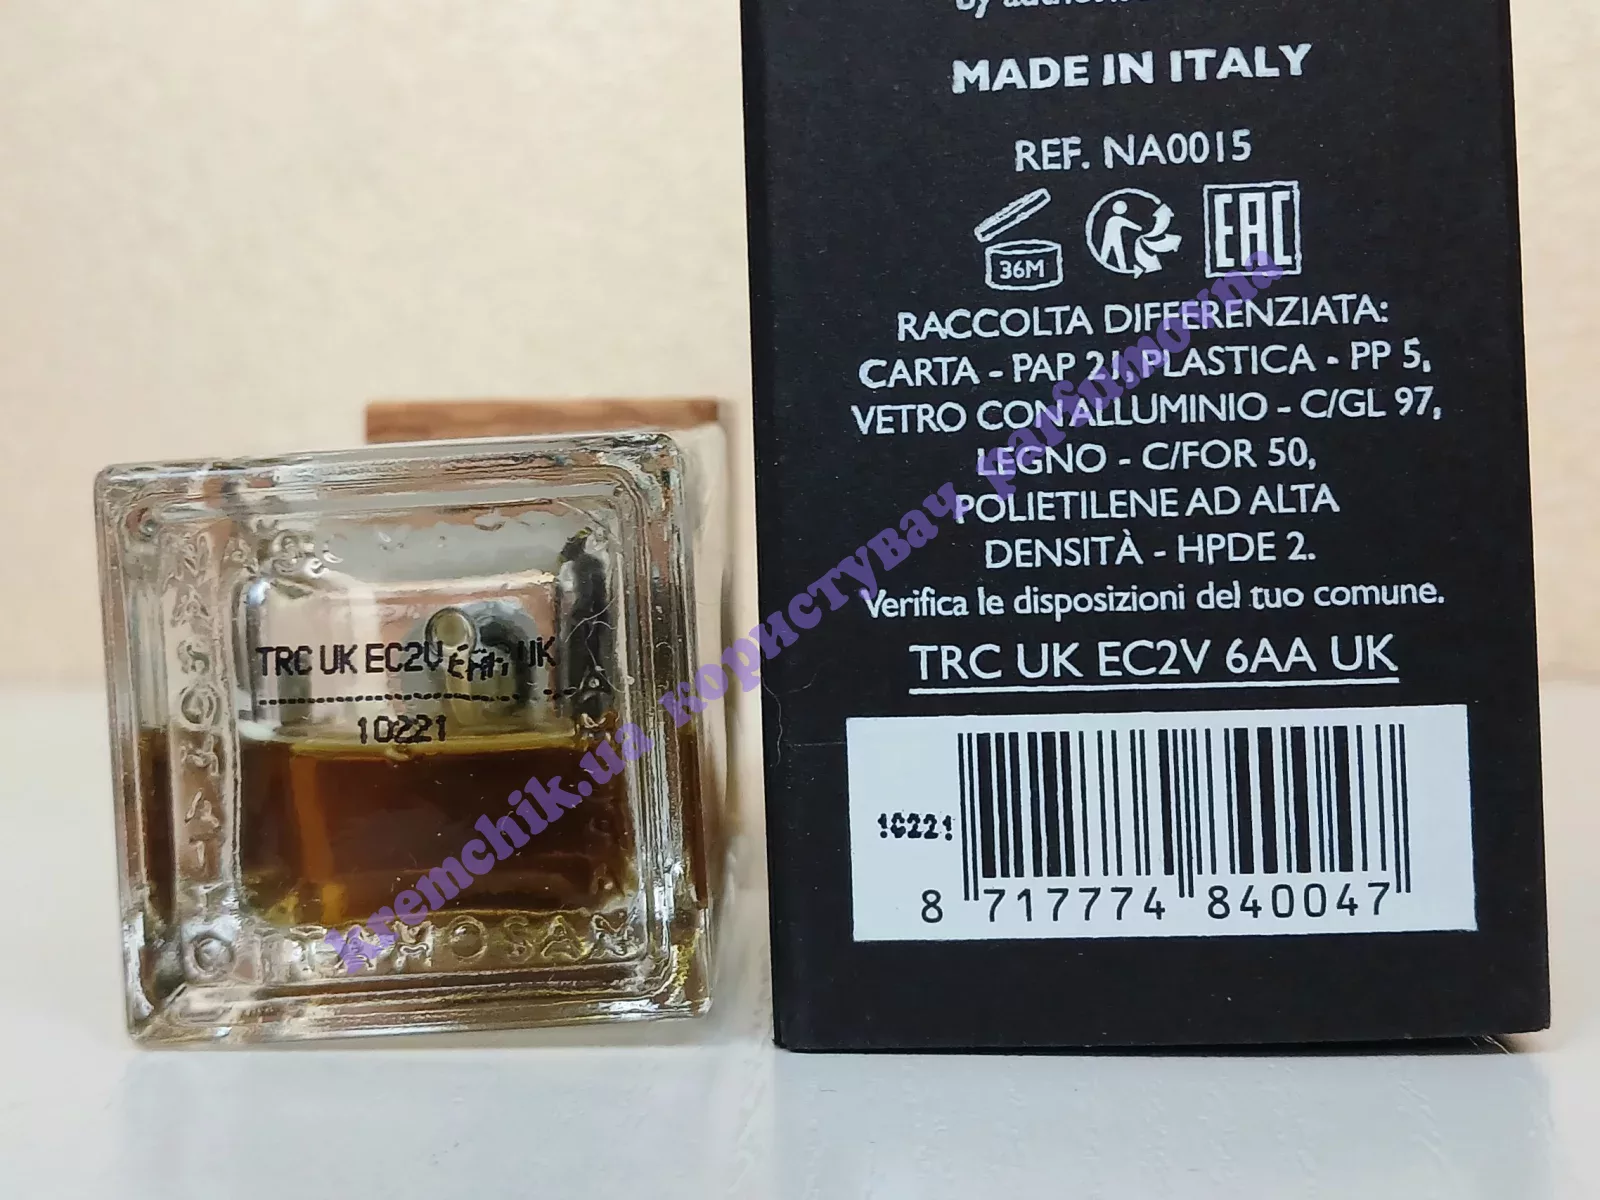 MADE IN ITALY
REF. NA0015
36M
EAC
RACCOLTA DIFFERENZIATA:
CARTA - PAP 21, PLASTICA - PP 5,
VETRO CON ALLUMINIO - C/GL 97,
LEGNO - C/FOR 50,
POLIETILENE AD ALTA
DENSITÀ - HPDE 2.
Verifica le disposizioni del tuo comune.
TRC UK EC2V 6AA UK
10221
8 717774 840047
TRC UK EC2V UK
10221
kremchik.ua користувач parfumovna